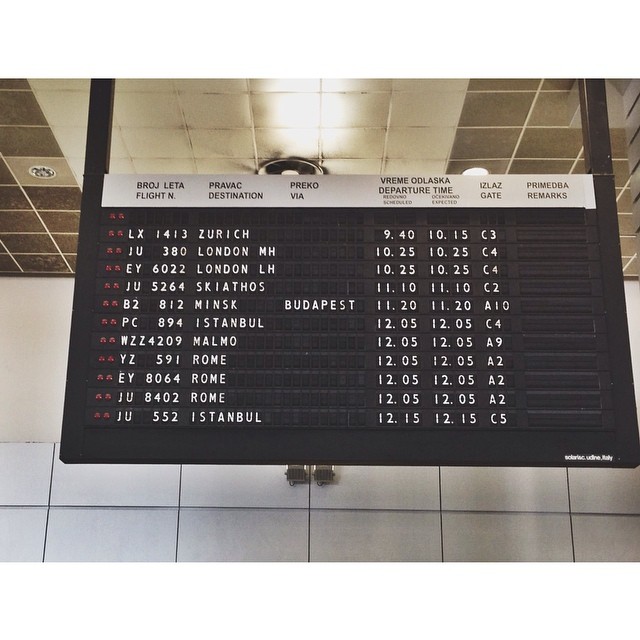 BROJ LETA PRAVAC PREKO VREME ODLASKA IZLAZ PRIMEDBA
FLIGHT N. DESTINATION VIA DEPARTURE TIME GATE REMARKS
REDOVNO OČEKIVANO
SCHEDULED EXPECTED
LX 1413 ZURICH 9.40 10.15 C3
JU 380 LONDON MH 10.25 10.25 C4
EY 6022 LONDON LH 10.25 10.25 C4
JU 5264 SKIATHOS 11.10 11.10 C2
B2 812 MINSK BUDAPEST 11.20 11.20 A10
PC 894 ISTANBUL 12.05 12.05 C4
WZZ4209 MALMO 12.05 12.05 A9
YZ 591 ROME 12.05 12.05 A2
EY 8064 ROME 12.05 12.05 A2
JU 8402 ROME 12.05 12.05 A2
JU 552 ISTANBUL 12.15 12.15 C5
solarisc.udine.italy